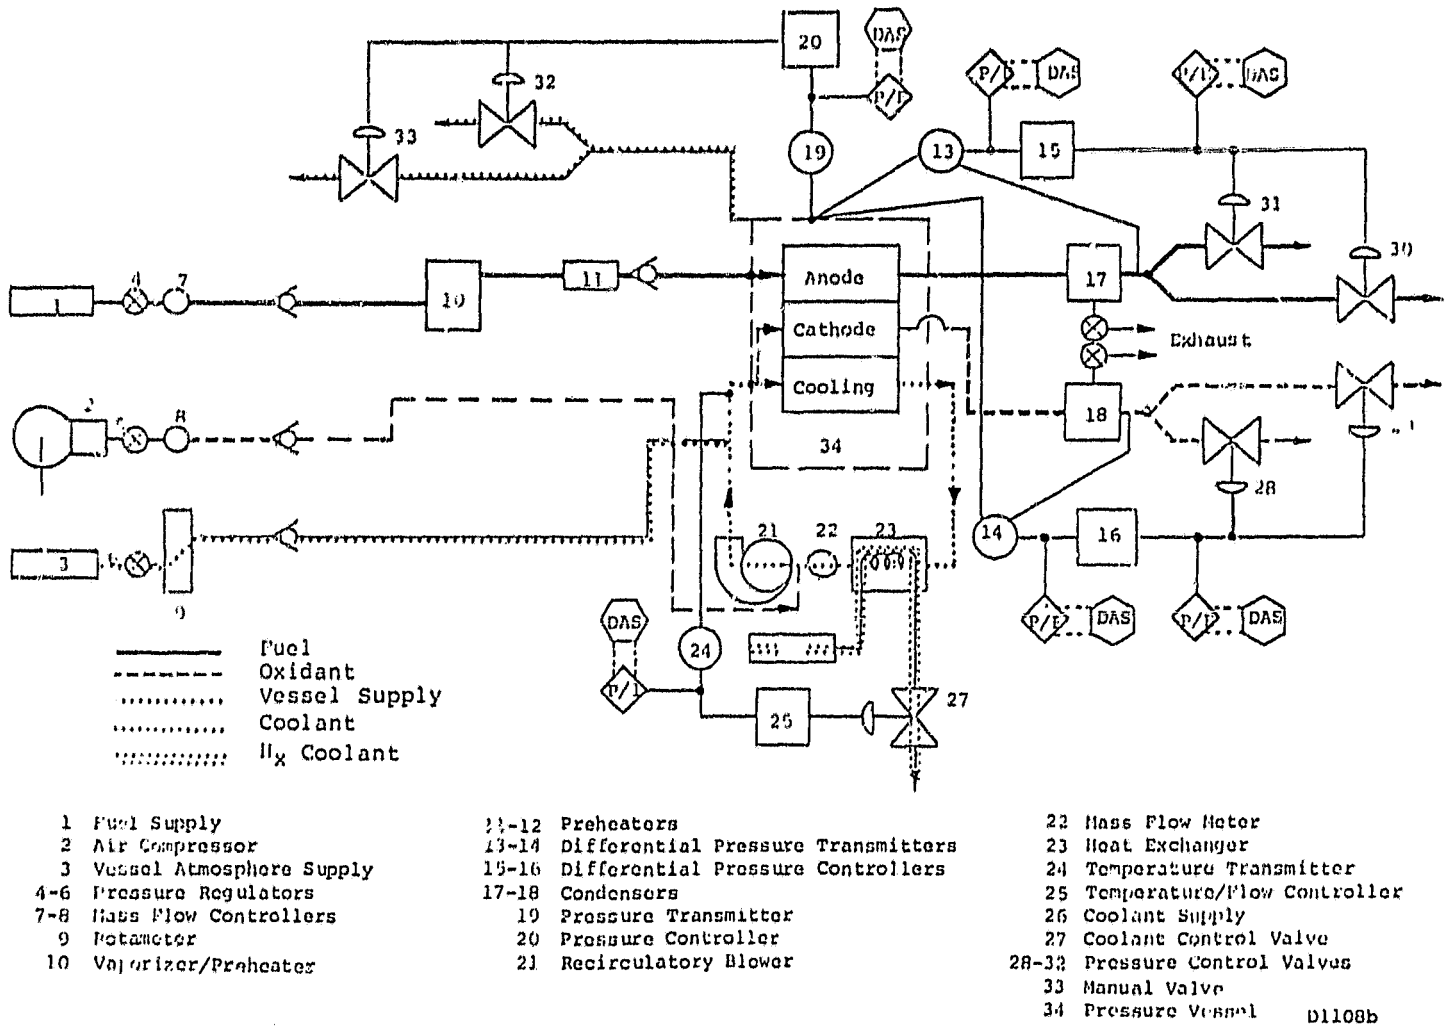 20
DAS
32
33
19
13
15
31
30
7
1
10
11
Anode
Cathode
Cooling
17
Exhaust
2
8
34
18
28
3
9
21
22
23
14
16
DAS
DAS
DAS
DAS
DAS
24
25
27
Fuel
Oxidant
Vessel Supply
Coolant
Hx Coolant
1 Fuel Supply
2 Air Compressor
3 Vessel Atmosphere Supply
4-6 Pressure Regulators
7-8 Mass Flow Controllers
9 Rotameter
10 Vaporizer/Preheater
11-12 Preheaters
13-14 Differential Pressure Transmitters
15-16 Differential Pressure Controllers
17-18 Condensers
19 Pressure Transmitter
20 Pressure Controller
21 Recirculatory Blower
22 Mass Flow Meter
23 Heat Exchanger
24 Temperature Transmitter
25 Temperature/Flow Controller
26 Coolant Supply
27 Coolant Control Valve
28-32 Pressure Control Valves
33 Manual Valve
34 Pressure Vessel
D1108b